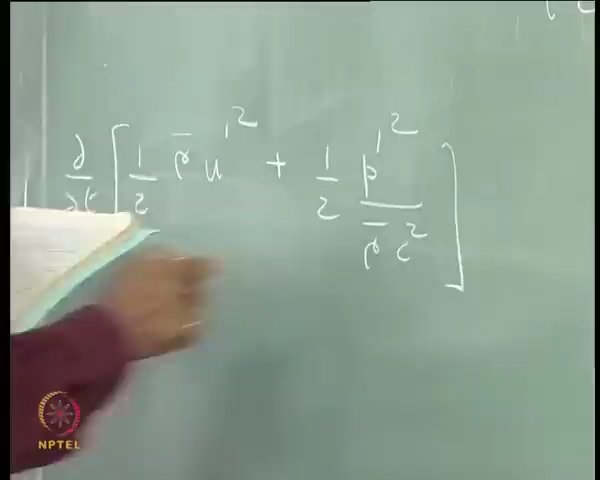 ∂/∂t [ 1/2 ρ̄ u'² + 1/2 p'²/(ρ̄ c²) ]
NPTEL